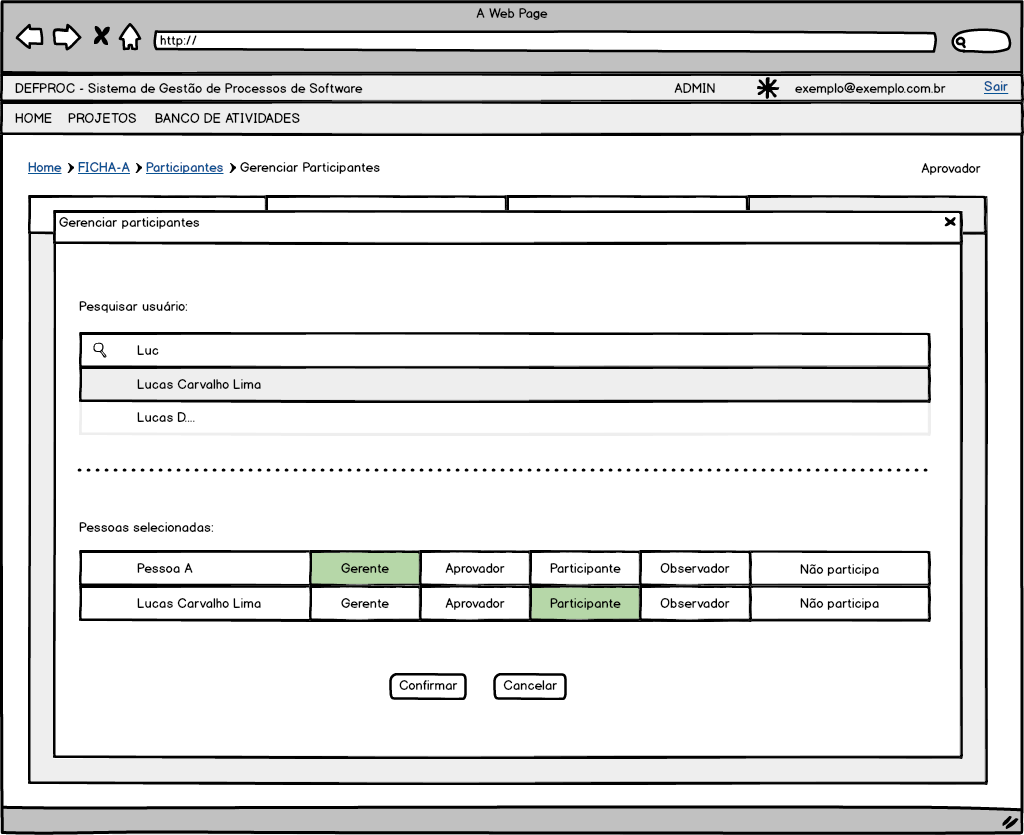 A Web Page
http://
DEFPROC - Sistema de Gestão de Processos de Software ADMIN exemplo@exemplo.com.br Sair
HOME PROJETOS BANCO DE ATIVIDADES
Home FICHA-A Participantes Gerenciar Participantes Aprovador
Gerenciar participantes
Pesquisar usuário:
Luc
Lucas Carvalho Lima
Lucas D....
Pessoas selecionadas:
Pessoa A Gerente Aprovador Participante Observador Não participa
Lucas Carvalho Lima Gerente Aprovador Participante Observador Não participa
Confirmar Cancelar